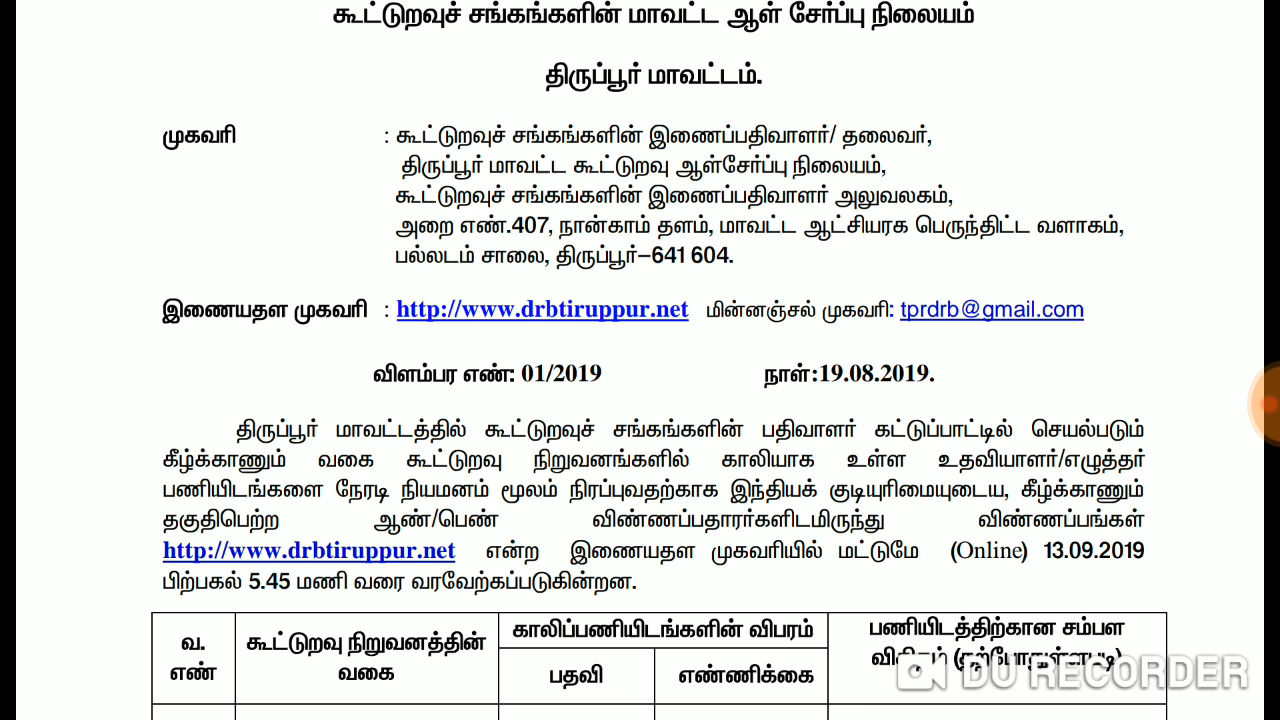 கூட்டுறவுச் சங்கங்களின் மாவட்ட ஆள் சேர்ப்பு நிலையம்
திருப்பூர் மாவட்டம்.
முகவரி : கூட்டுறவுச் சங்கங்களின் இணைப்பதிவாளர்/ தலைவர்,
திருப்பூர் மாவட்ட கூட்டுறவு ஆள்சேர்ப்பு நிலையம்,
கூட்டுறவுச் சங்கங்களின் இணைப்பதிவாளர் அலுவலகம்,
அறை எண்.407, நான்காம் தளம், மாவட்ட ஆட்சியரக பெருந்திட்ட வளாகம்,
பல்லடம் சாலை, திருப்பூர்–641 604.
இணையதள முகவரி : http://www.drbtiruppur.net மின்னஞ்சல் முகவரி: tprdrb@gmail.com
விளம்பர எண்: 01/2019 நாள்:19.08.2019.
திருப்பூர் மாவட்டத்தில் கூட்டுறவுச் சங்கங்களின் பதிவாளர் கட்டுப்பாட்டில் செயல்படும்
கீழ்க்காணும் வகை கூட்டுறவு நிறுவனங்களில் காலியாக உள்ள உதவியாளர்/எழுத்தர்
பணியிடங்களை நேரடி நியமனம் மூலம் நிரப்புவதற்காக இந்தியக் குடியுரிமையுடைய, கீழ்க்காணும்
தகுதிபெற்ற ஆண்/பெண் விண்ணப்பதாரர்களிடமிருந்து விண்ணப்பங்கள்
http://www.drbtiruppur.net என்ற இணையதள முகவரியில் மட்டுமே (Online) 13.09.2019
பிற்பகல் 5.45 மணி வரை வரவேற்கப்படுகின்றன.
வ. எண்
கூட்டுறவு நிறுவனத்தின் வகை
காலிப்பணியிடங்களின் விபரம்
பதவி
எண்ணிக்கை
பணியிடத்திற்கான சம்பள
விகிதம் (தற்போதுள்ளபடி)
DU RECORDER